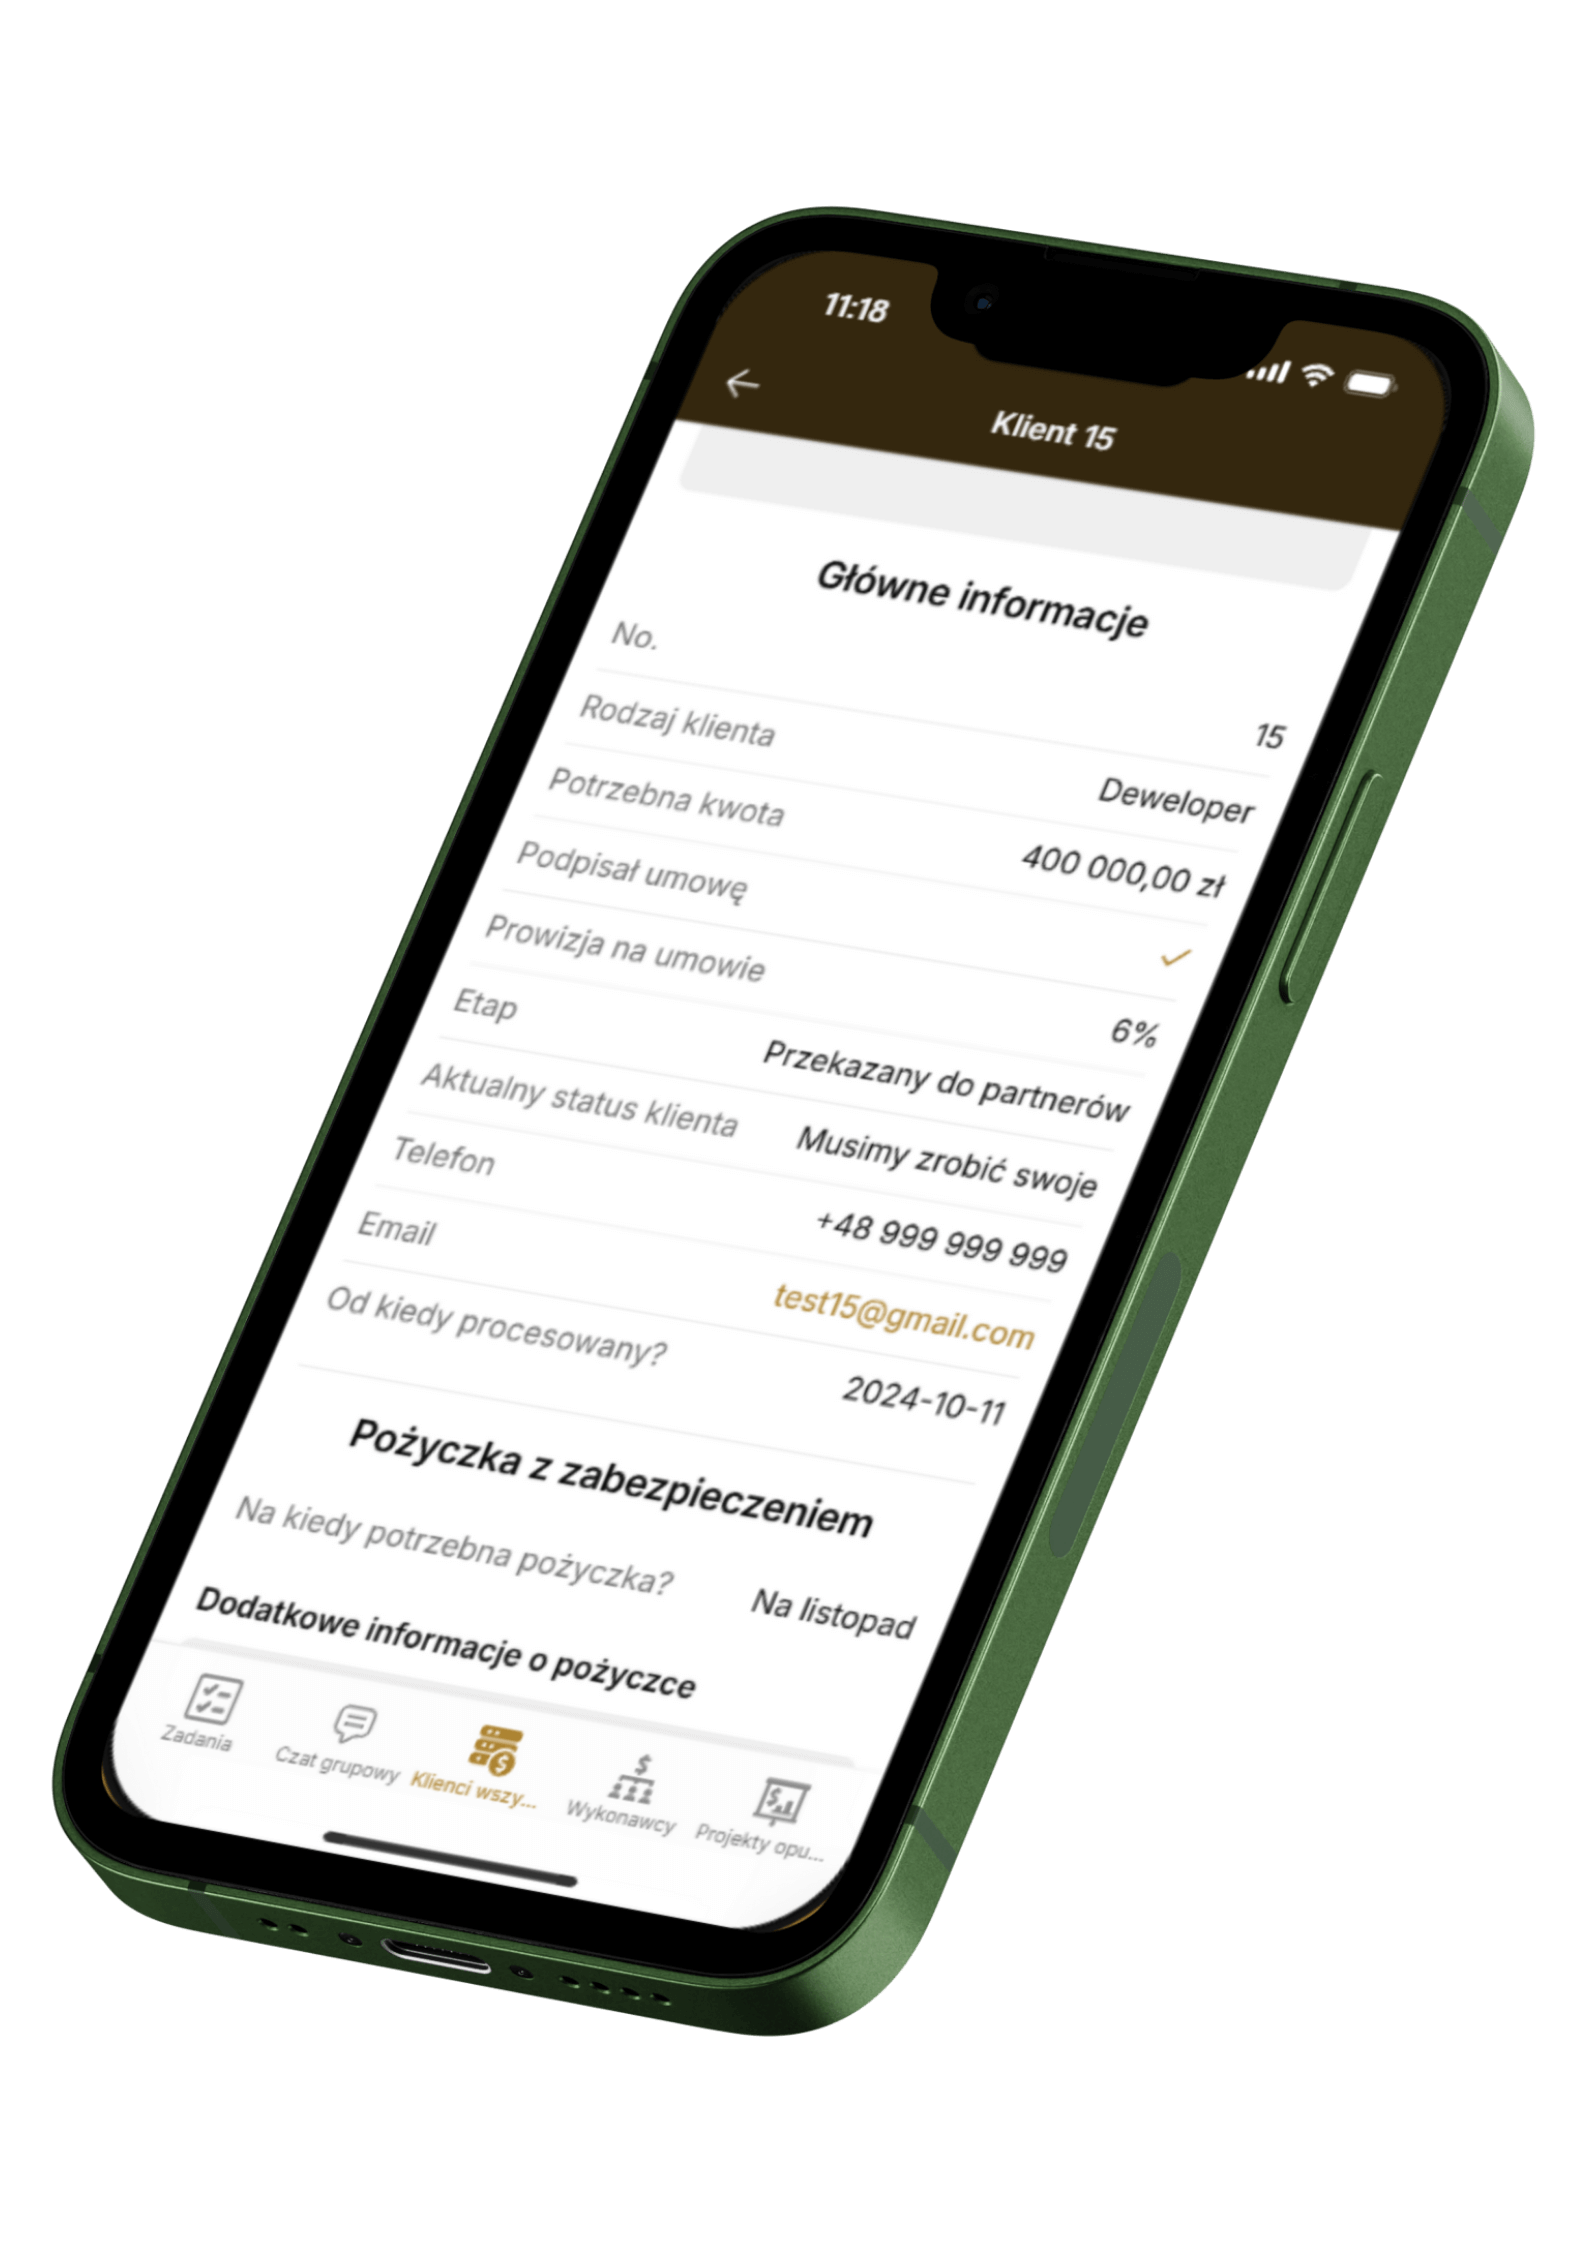 11:18
Klient 15
Główne informacje
No. 15
Rodzaj klienta Deweloper
Potrzebna kwota 400 000,00 zł
Podpisał umowę
Prowizja na umowie 6%
Etap Przekazany do partnerów
Aktualny status klienta Musimy zrobić swoje
Telefon +48 999 999 999
Email test15@gmail.com
Od kiedy procesowany? 2024-10-11
Pożyczka z zabezpieczeniem
Na kiedy potrzebna pożyczka? Na listopad
Dodatkowe informacje o pożyczce
Zadania Czat grupowy Klienci wszy... Wykonawcy Projekty opu...